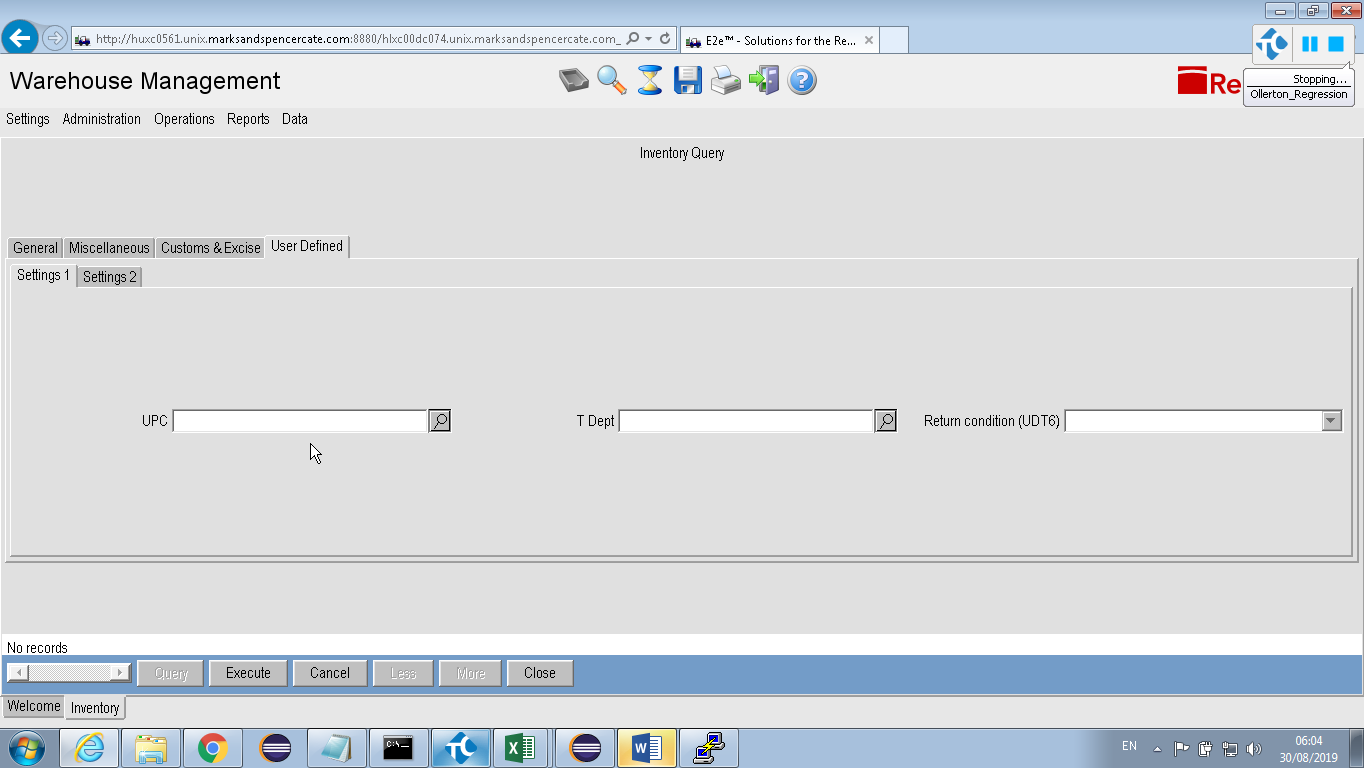 http://huxc0561.unix.marksandspencercate.com:8880/hlxc00dc074.unix.marksandspencercate.com_
E2e™ - Solutions for the Re...
Warehouse Management
Re
Stopping...
Ollerton_Regression
Settings Administration Operations Reports Data
Inventory Query
General Miscellaneous Customs & Excise User Defined
Settings 1 Settings 2
UPC T Dept Return condition (UDT6)
No records
Query Execute Cancel Less More Close
Welcome Inventory
C:\
EN
06:04
30/08/2019